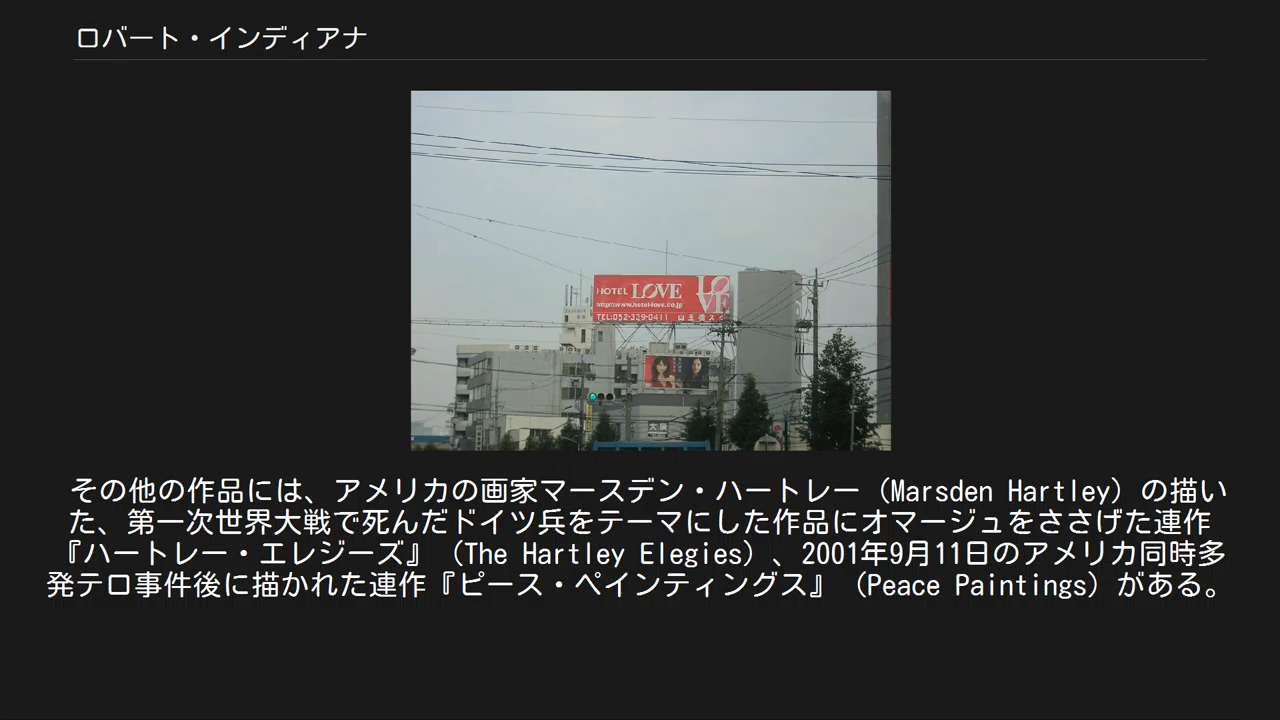 ロバート・インディアナ
HOTEL LOVE
LOVE
http://www.hotel-love.co.jp
TEL:052-339-0411
その他の作品には、アメリカの画家マースデン・ハートレー（Marsden Hartley）の描い
た、第一次世界大戦で死んだドイツ兵をテーマにした作品にオマージュをささげた連作
『ハートレー・エレジーズ』（The Hartley Elegies）、2001年9月11日のアメリカ同時多
発テロ事件後に描かれた連作『ピース・ペインティングス』（Peace Paintings）がある。